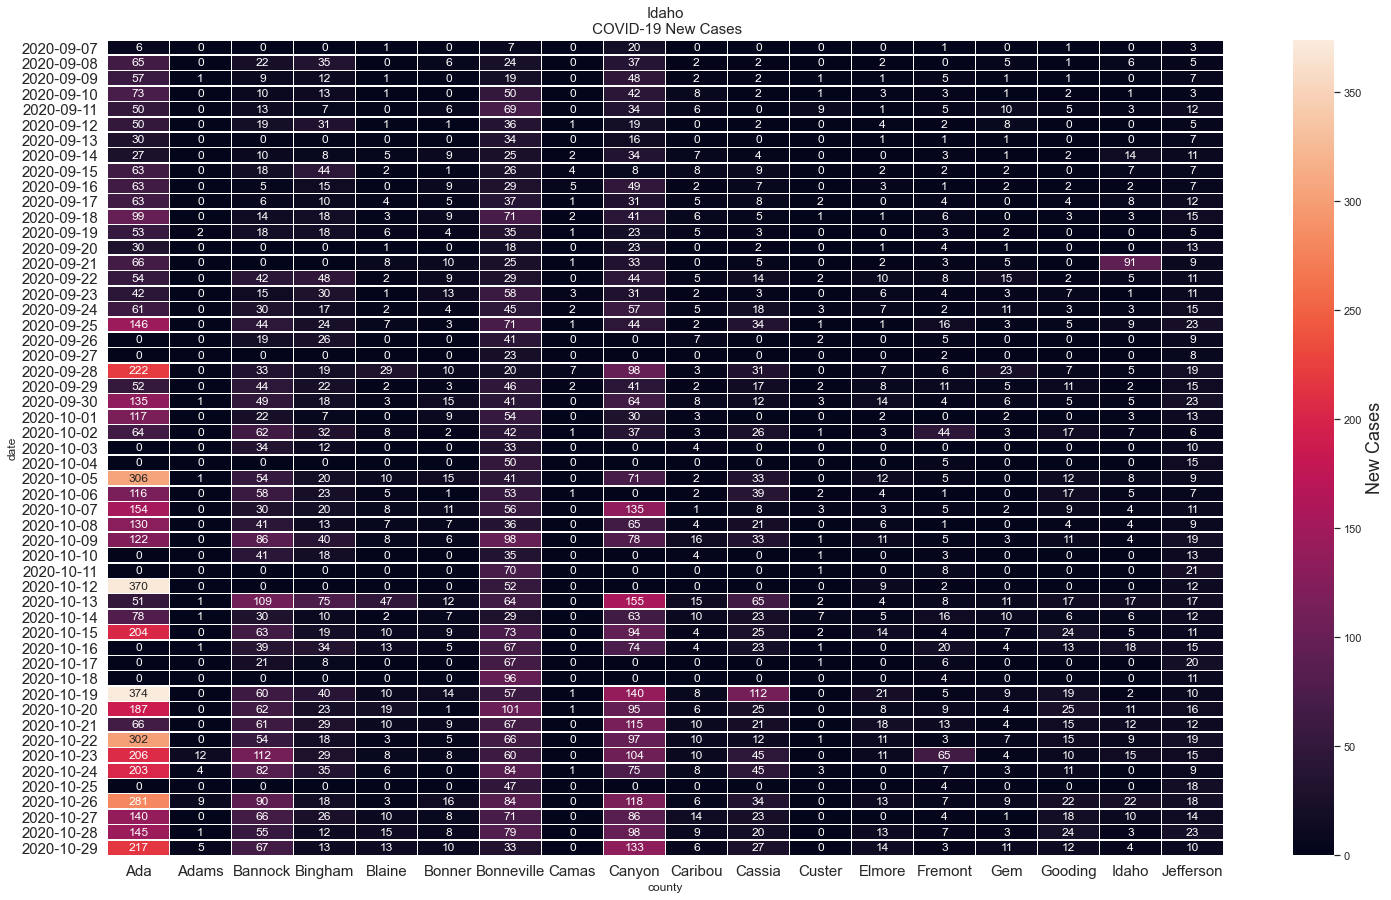 Idaho
COVID-19 New Cases
2020-09-07 6 0 0 0 1 0 7 0 20 0 0 0 0 1 0 1 0 3
2020-09-08 65 0 22 35 0 6 24 0 37 2 2 0 2 0 5 1 6 5
2020-09-09 57 1 9 12 1 0 19 0 48 2 2 1 1 5 1 1 0 7
2020-09-10 73 0 10 13 1 0 50 0 42 8 2 1 3 3 1 2 1 3
2020-09-11 50 0 13 7 0 6 69 0 34 6 0 9 1 5 10 5 3 12
2020-09-12 50 0 19 31 1 1 36 1 19 0 2 0 4 2 8 0 0 5
2020-09-13 30 0 0 0 0 0 34 0 16 0 0 0 1 1 1 0 0 7
2020-09-14 27 0 10 8 5 9 25 2 34 7 4 0 0 3 1 2 14 11
2020-09-15 63 0 18 44 2 1 26 4 8 8 9 0 2 2 2 0 7 7
2020-09-16 63 0 5 15 0 9 29 5 49 2 7 0 3 1 2 2 2 7
2020-09-17 63 0 6 10 4 5 37 1 31 5 8 2 0 4 0 4 8 12
2020-09-18 99 0 14 18 3 9 71 2 41 6 5 1 1 6 0 3 3 15
2020-09-19 53 2 18 18 6 4 35 1 23 5 3 0 0 3 2 0 0 5
2020-09-20 30 0 0 0 1 0 18 0 23 0 2 0 1 4 1 0 0 13
2020-09-21 66 0 0 0 8 10 25 1 33 0 5 0 2 3 5 0 91 9
2020-09-22 54 0 42 48 2 9 29 0 44 5 14 2 10 8 15 2 5 11
2020-09-23 42 0 15 30 1 13 58 3 31 2 3 0 6 4 3 7 1 11
2020-09-24 61 0 30 17 2 4 45 2 57 5 18 3 7 2 11 3 3 15
2020-09-25 146 0 44 24 7 3 71 1 44 2 34 1 1 16 3 5 9 23
2020-09-26 0 0 19 26 0 0 41 0 0 7 0 2 0 5 0 0 0 9
2020-09-27 0 0 0 0 0 0 23 0 0 0 0 0 0 2 0 0 0 8
2020-09-28 222 0 33 19 29 10 20 7 98 3 31 0 7 6 23 7 5 19
2020-09-29 52 0 44 22 2 3 46 2 41 2 17 2 8 11 5 11 2 15
2020-09-30 135 1 49 18 3 15 41 0 64 8 12 3 14 4 6 5 5 23
2020-10-01 117 0 22 7 0 9 54 0 30 3 0 0 2 0 2 0 3 13
2020-10-02 64 0 62 32 8 2 42 1 37 3 26 1 3 44 3 17 7 6
2020-10-03 0 0 34 12 0 0 33 0 0 4 0 0 0 0 0 0 0 10
2020-10-04 0 0 0 0 0 0 50 0 0 0 0 0 0 5 0 0 0 15
2020-10-05 306 1 54 20 10 15 41 0 71 2 33 0 12 5 0 12 8 9
2020-10-06 116 0 58 23 5 1 53 1 0 2 39 2 4 1 0 17 5 7
2020-10-07 154 0 30 20 8 11 56 0 135 1 8 3 3 5 2 9 4 11
2020-10-08 130 0 41 13 7 7 36 0 65 4 21 0 6 1 0 4 4 9
2020-10-09 122 0 86 40 8 6 98 0 78 16 33 1 11 5 3 11 4 19
2020-10-10 0 0 41 18 0 0 35 0 0 4 0 1 0 3 0 0 0 13
2020-10-11 0 0 0 0 0 0 70 0 0 0 0 1 0 8 0 0 0 21
2020-10-12 370 0 0 0 0 0 52 0 0 0 0 0 9 2 0 0 0 12
2020-10-13 51 1 109 75 47 12 64 0 155 15 65 2 4 8 11 17 17 17
2020-10-14 78 1 30 10 2 7 29 0 63 10 23 7 5 16 10 6 6 12
2020-10-15 204 0 63 19 10 9 73 0 94 4 25 2 14 4 7 24 5 11
2020-10-16 0 1 39 34 13 5 67 0 74 4 23 1 0 20 4 13 18 15
2020-10-17 0 0 21 8 0 0 67 0 0 0 0 1 0 6 0 0 0 20
2020-10-18 0 0 0 0 0 0 96 0 0 0 0 0 0 4 0 0 0 11
2020-10-19 374 0 60 40 10 14 57 1 140 8 112 0 21 5 9 19 2 10
2020-10-20 187 0 62 23 19 1 101 1 95 6 25 0 8 9 4 25 11 16
2020-10-21 66 0 61 29 10 9 67 0 115 10 21 0 18 13 4 15 12 12
2020-10-22 302 0 54 18 3 5 66 0 97 10 12 1 11 3 7 15 9 19
2020-10-23 206 12 112 29 8 8 60 0 104 10 45 0 11 65 4 10 15 15
2020-10-24 203 4 82 35 6 0 84 1 75 8 45 3 0 7 3 11 0 9
2020-10-25 0 0 0 0 0 0 47 0 0 0 0 0 0 4 0 0 0 18
2020-10-26 281 9 90 18 3 16 84 0 118 6 34 0 13 7 9 22 22 18
2020-10-27 140 0 66 26 10 8 71 0 86 14 23 0 0 4 1 18 10 14
2020-10-28 145 1 55 12 15 8 79 0 98 9 20 0 13 7 3 24 3 23
2020-10-29 217 5 67 13 13 10 33 0 133 6 27 0 14 3 11 12 4 10
Ada Adams Bannock Bingham Blaine Bonner Bonneville Camas Canyon Caribou Cassia Custer Elmore Fremont Gem Gooding Idaho Jefferson
county
date
350
300
250
200
150
100
50
0
New Cases